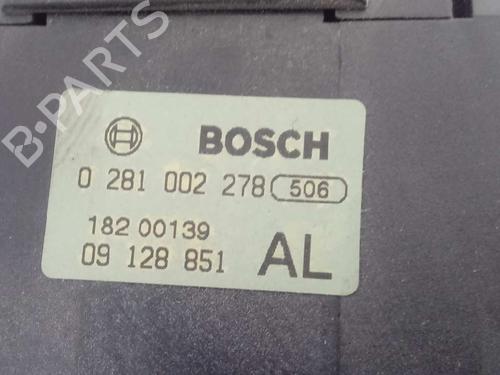 B-PARTS
BOSCH
0 281 002 278 506
182 00139
09 128 851 AL